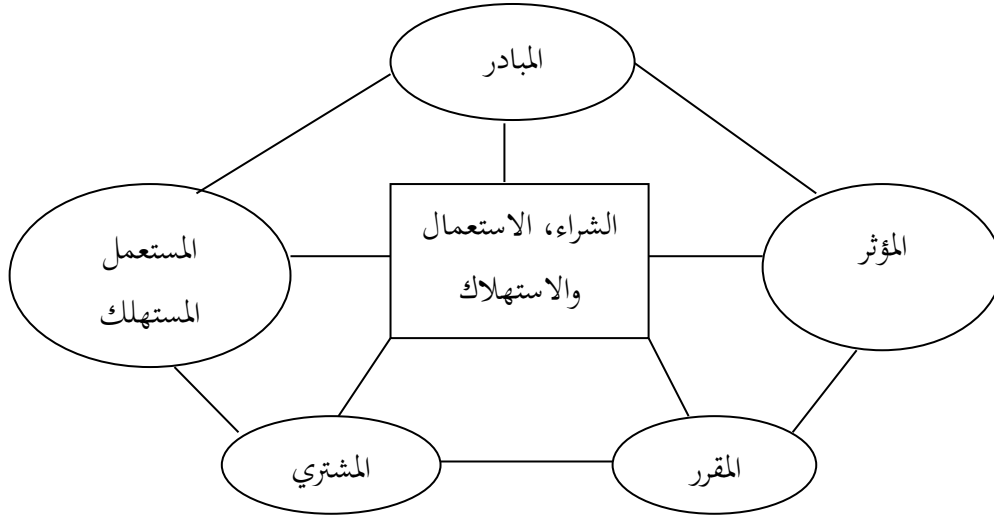 المبادر
الشراء، الاستعمال
والاستهلاك
المؤثر
المستعمل
المستهلك
المقرر
المشتري